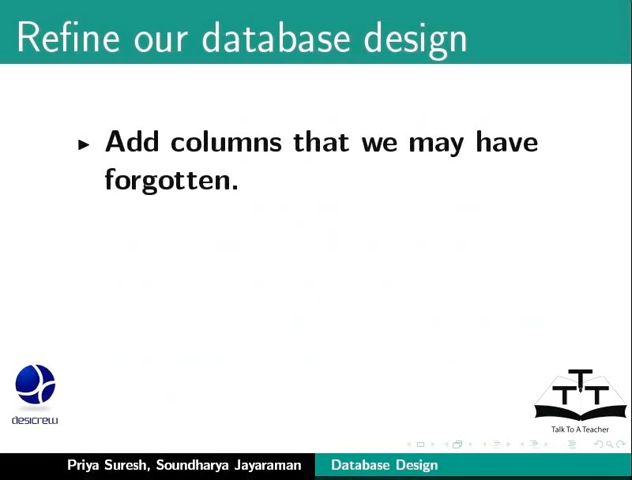 Refine our database design
Add columns that we may have
forgotten.
desicrew
T T T
Talk To A Teacher
Priya Suresh, Soundharya Jayaraman
Database Design